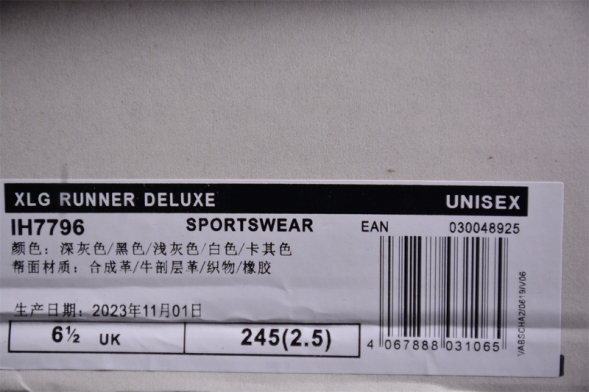 XLG RUNNER DELUXE UNISEX
IH7796 SPORTSWEAR EAN 030048925
颜色: 深灰色/黑色/浅灰色/白色/卡其色
帮面材质: 合成革/牛剖层革/织物/橡胶
生产日期: 2023年11月01日
6½ UK 245(2.5)
4 067888 031065
VABSCHA2/0619/V06